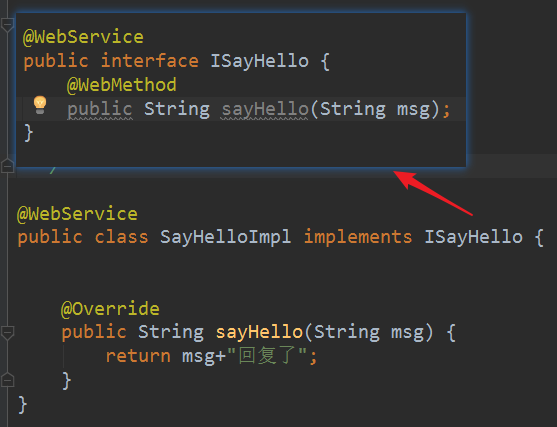 @WebService
public interface ISayHello {
@WebMethod
public String sayHello(String msg);
}
@WebService
public class SayHelloImpl implements ISayHello {
@Override
public String sayHello(String msg) {
return msg+"回复了";
}
}